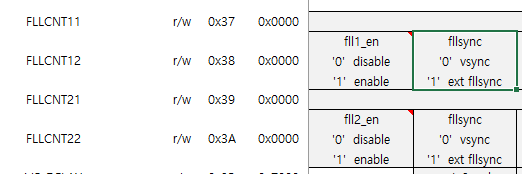 FLLCNT11 r/w 0x37 0x0000
fll1_en fllsync
FLLCNT12 r/w 0x38 0x0000 '0' disable '0' vsync
'1' enable '1' ext fllsync
FLLCNT21 r/w 0x39 0x0000
fll2_en fllsync
FLLCNT22 r/w 0x3A 0x0000 '0' disable '0' vsync
'1' enable '1' ext fllsync